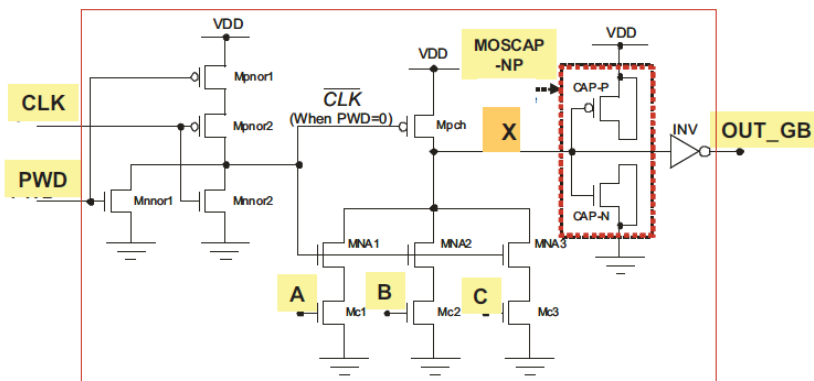 VDD
Mpnor1
CLK
Mpnor2
PWD
Mnnor1
Mnnor2
CLK
(When PWD=0)
VDD
Mpch
MOSCAP
-NP
X
VDD
CAP-P
CAP-N
INV
OUT_GB
MNA1
MNA2
MNA3
A
B
C
Mc1
Mc2
Mc3